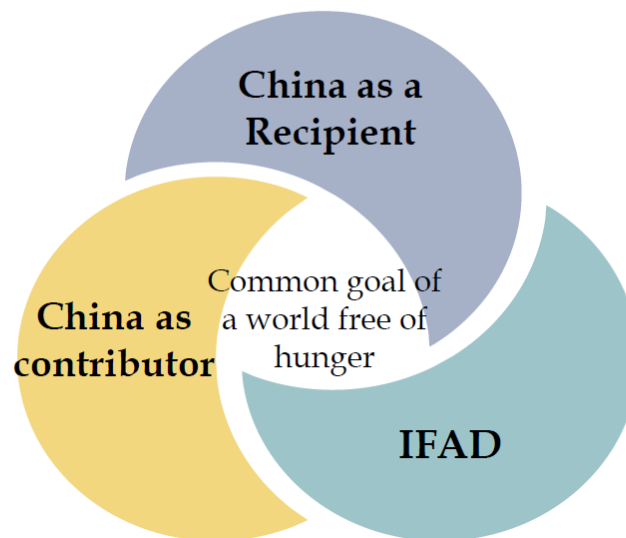 China as a
Recipient
Common goal of
a world free of
hunger
China as
contributor
IFAD